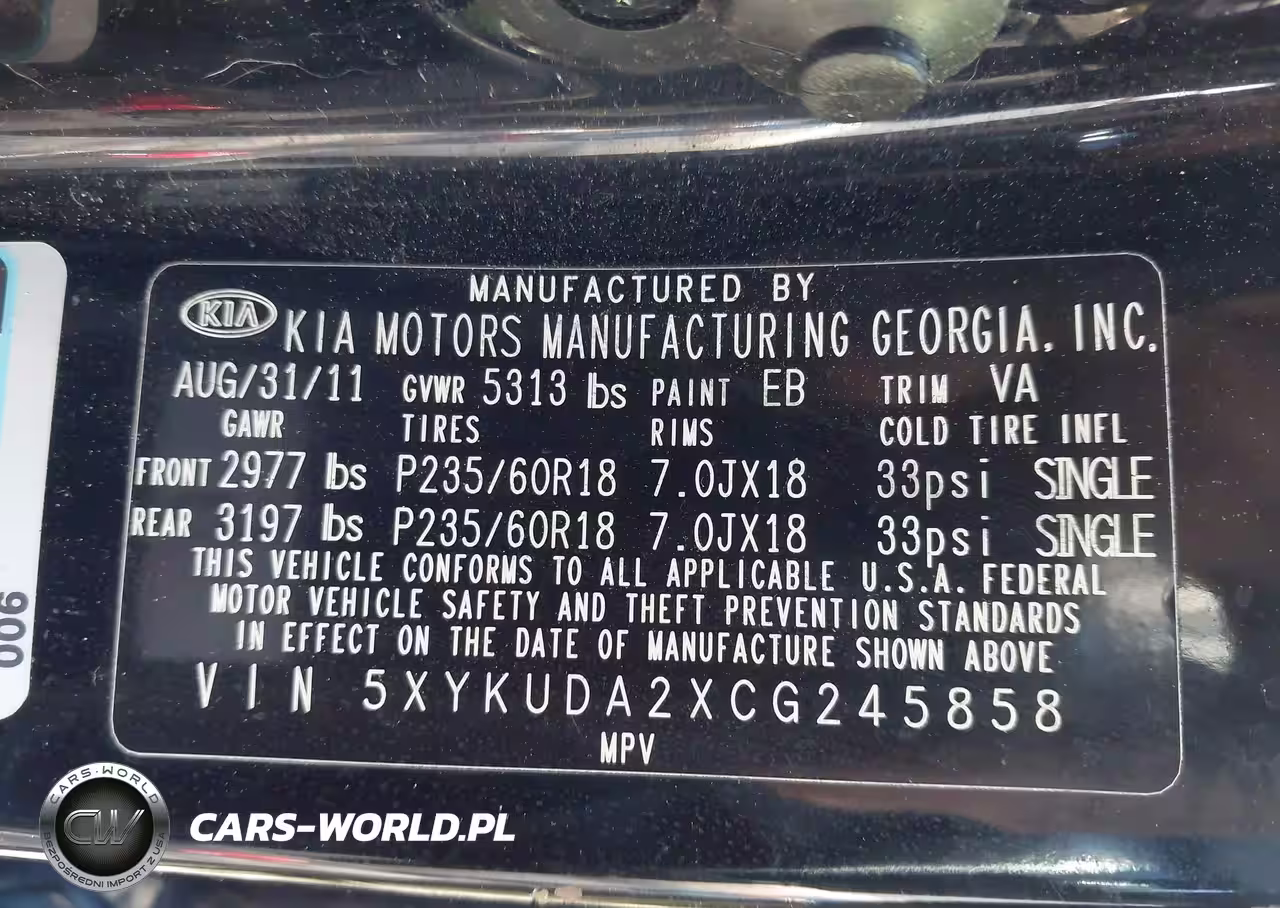 MANUFACTURED BY
KIA KIA MOTORS MANUFACTURING GEORGIA, INC.
AUG/31/11 GVWR 5313 lbs PAINT EB TRIM VA
GAWR TIRES RIMS COLD TIRE INFL
FRONT 2977 lbs P235/60R18 7.0JX18 33psi SINGLE
REAR 3197 lbs P235/60R18 7.0JX18 33psi SINGLE
THIS VEHICLE CONFORMS TO ALL APPLICABLE U.S.A. FEDERAL
MOTOR VEHICLE SAFETY AND THEFT PREVENTION STANDARDS
IN EFFECT ON THE DATE OF MANUFACTURE SHOWN ABOVE
VIN 5XYKUDA2XCG245858
MPV
006
CARS-WORLD
CW
BEZPOŚREDNI IMPORT Z USA
CARS-WORLD.PL